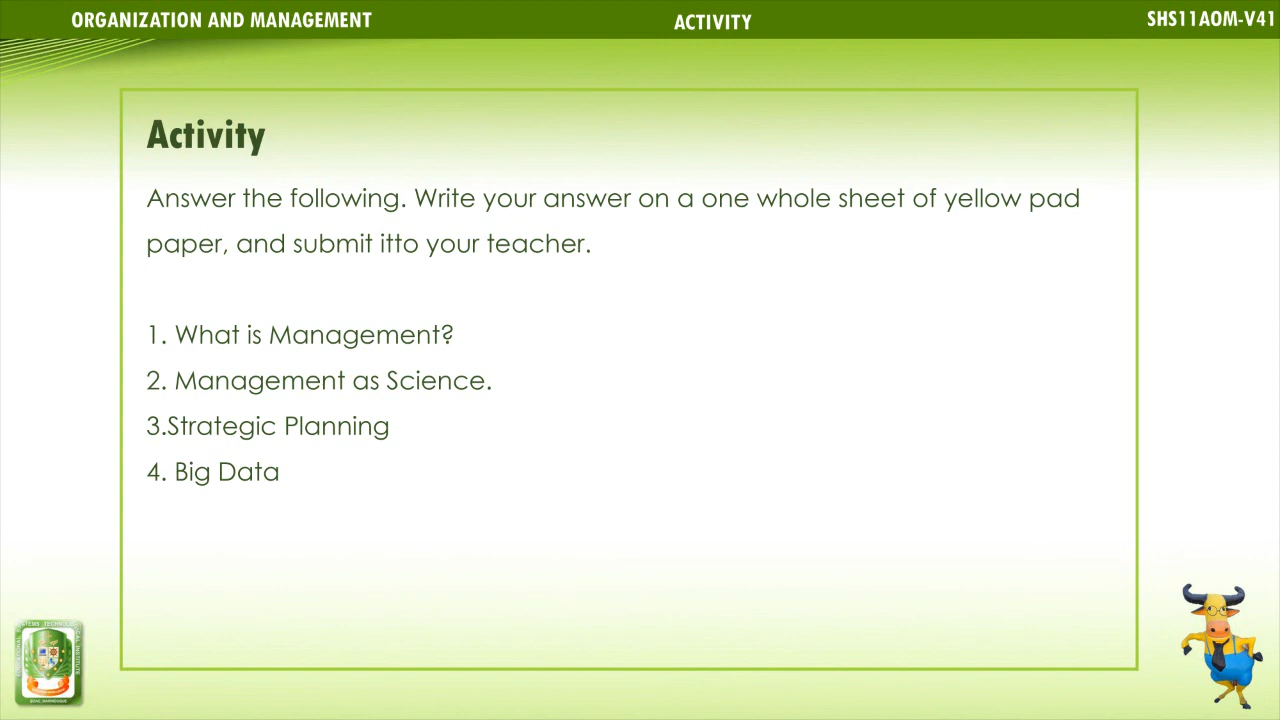 ORGANIZATION AND MANAGEMENT
ACTIVITY
SHS11AOM-V41
Activity
Answer the following. Write your answer on a one whole sheet of yellow pad
paper, and submit itto your teacher.
1. What is Management?
2. Management as Science.
3.Strategic Planning
4. Big Data